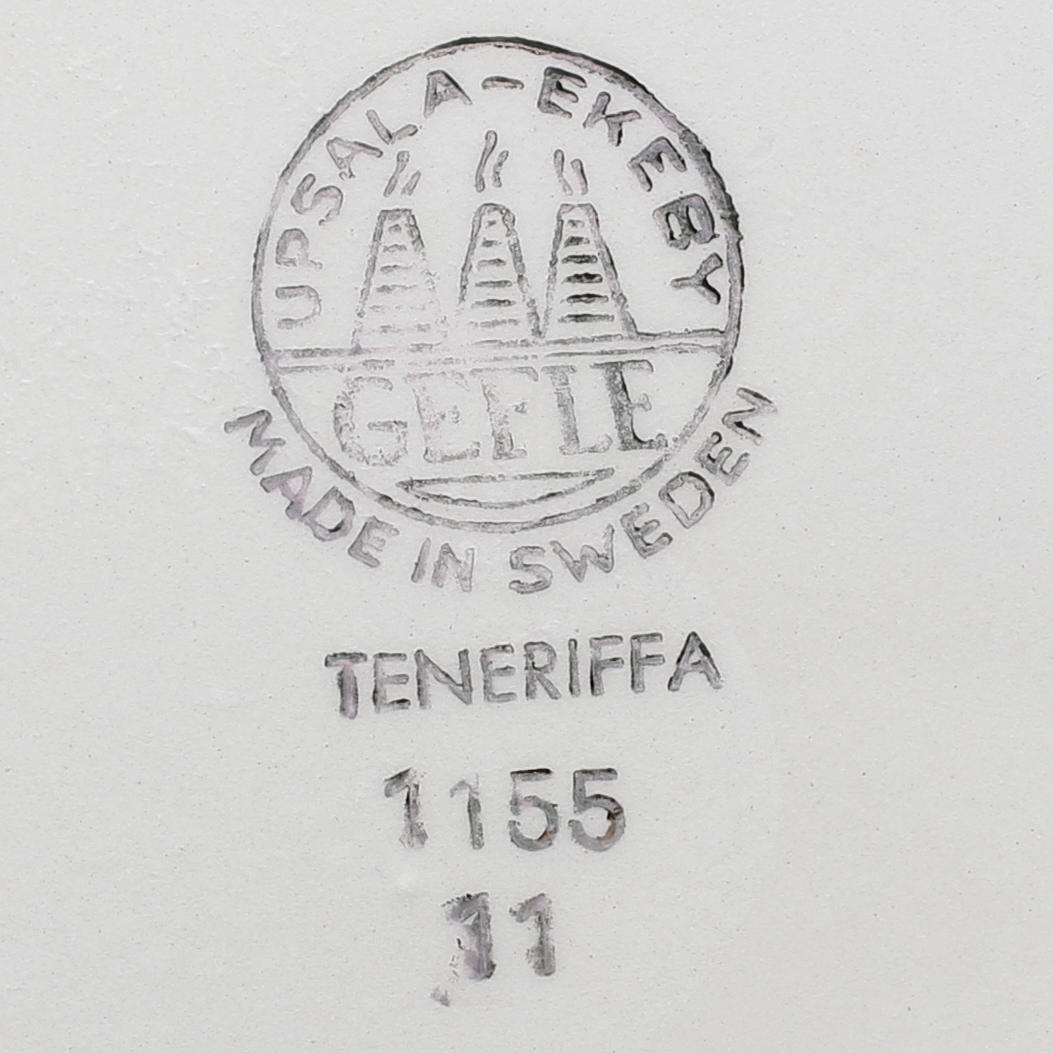 UPSALA-EKEBY
GEFLE
MADE IN SWEDEN
TENERIFFA
1155
11